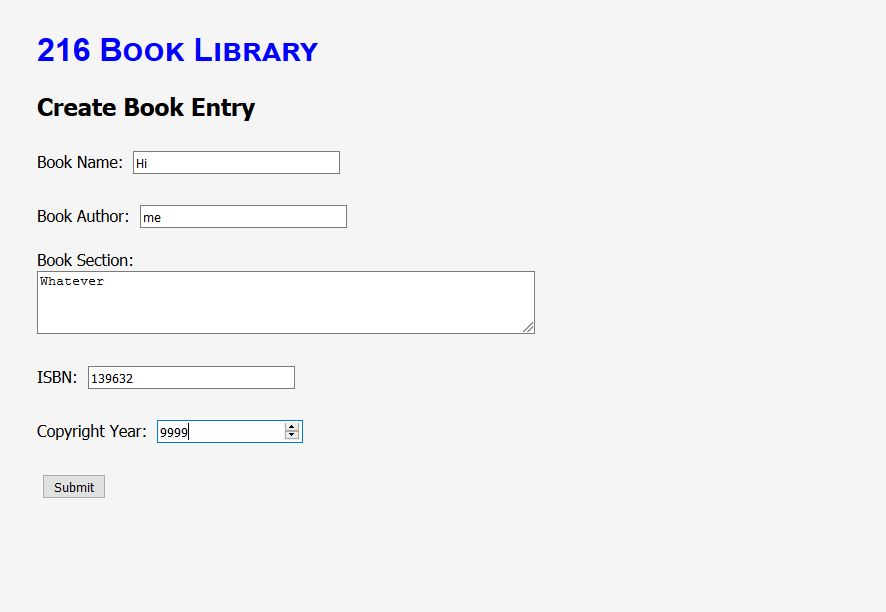 216 Book Library
Create Book Entry
Book Name: Hi
Book Author: me
Book Section:
Whatever
ISBN: 139632
Copyright Year: 9999
Submit